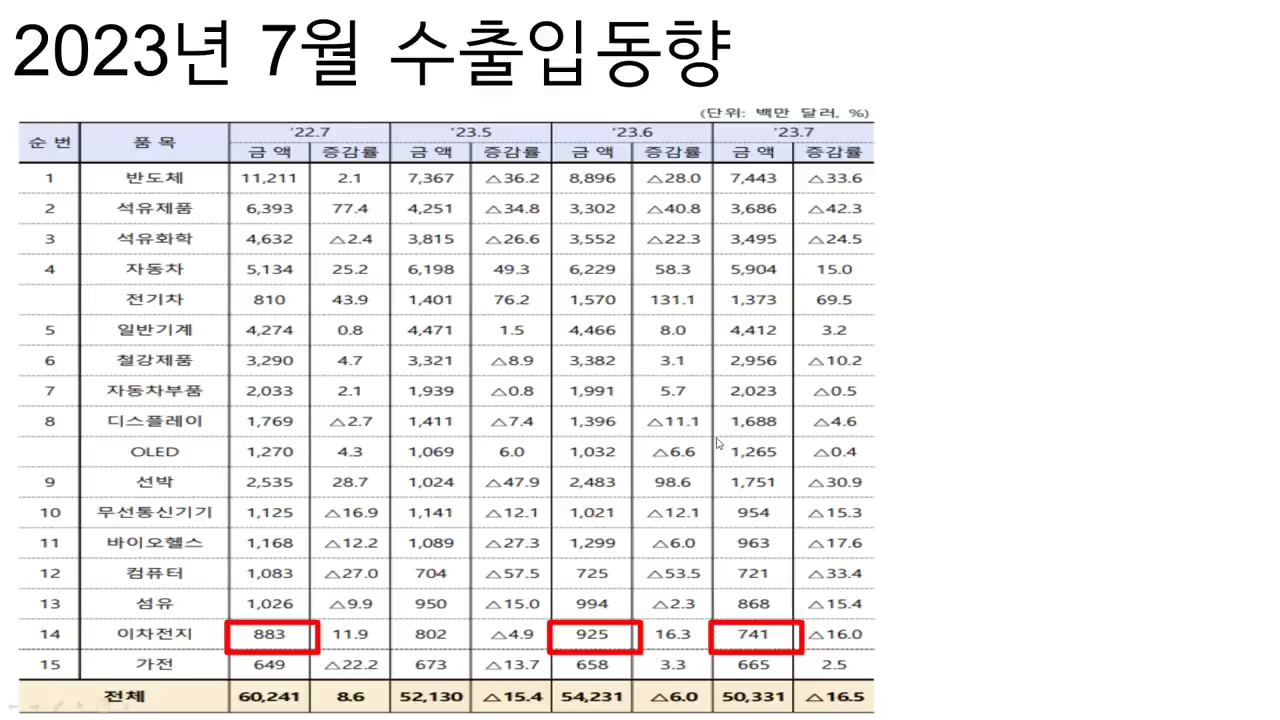 2023년 7월 수출입동향
(단위: 백만 달러, %)
순 번 품 목 '22.7 '23.5 '23.6 '23.7
금 액 증감률 금 액 증감률 금 액 증감률 금 액 증감률
1 반도체 11,211 2.1 7,367 △36.2 8,896 △28.0 7,443 △33.6
2 석유제품 6,393 77.4 4,251 △34.8 3,302 △40.8 3,686 △42.3
3 석유화학 4,632 △2.4 3,815 △26.6 3,552 △22.3 3,495 △24.5
4 자동차 5,134 25.2 6,198 49.3 6,229 58.3 5,904 15.0
전기차 810 43.9 1,401 76.2 1,570 131.1 1,373 69.5
5 일반기계 4,274 0.8 4,471 1.5 4,466 8.0 4,412 3.2
6 철강제품 3,290 4.7 3,321 △8.9 3,382 3.1 2,956 △10.2
7 자동차부품 2,033 2.1 1,939 △0.8 1,991 5.7 2,023 △0.5
8 디스플레이 1,769 △2.7 1,411 △7.4 1,396 △11.1 1,688 △4.6
OLED 1,270 4.3 1,069 6.0 1,032 △6.6 1,265 △0.4
9 선박 2,535 28.7 1,024 △47.9 2,483 98.6 1,751 △30.9
10 무선통신기기 1,125 △16.9 1,141 △12.1 1,021 △12.1 954 △15.3
11 바이오헬스 1,168 △12.2 1,089 △27.3 1,299 △6.0 963 △17.6
12 컴퓨터 1,083 △27.0 704 △57.5 725 △53.5 721 △33.4
13 섬유 1,026 △9.9 950 △15.0 994 △2.3 868 △15.4
14 이차전지 883 11.9 802 △4.9 925 16.3 741 △16.0
15 가전 649 △22.2 673 △13.7 658 3.3 665 2.5
전체 60,241 8.6 52,130 △15.4 54,231 △6.0 50,331 △16.5